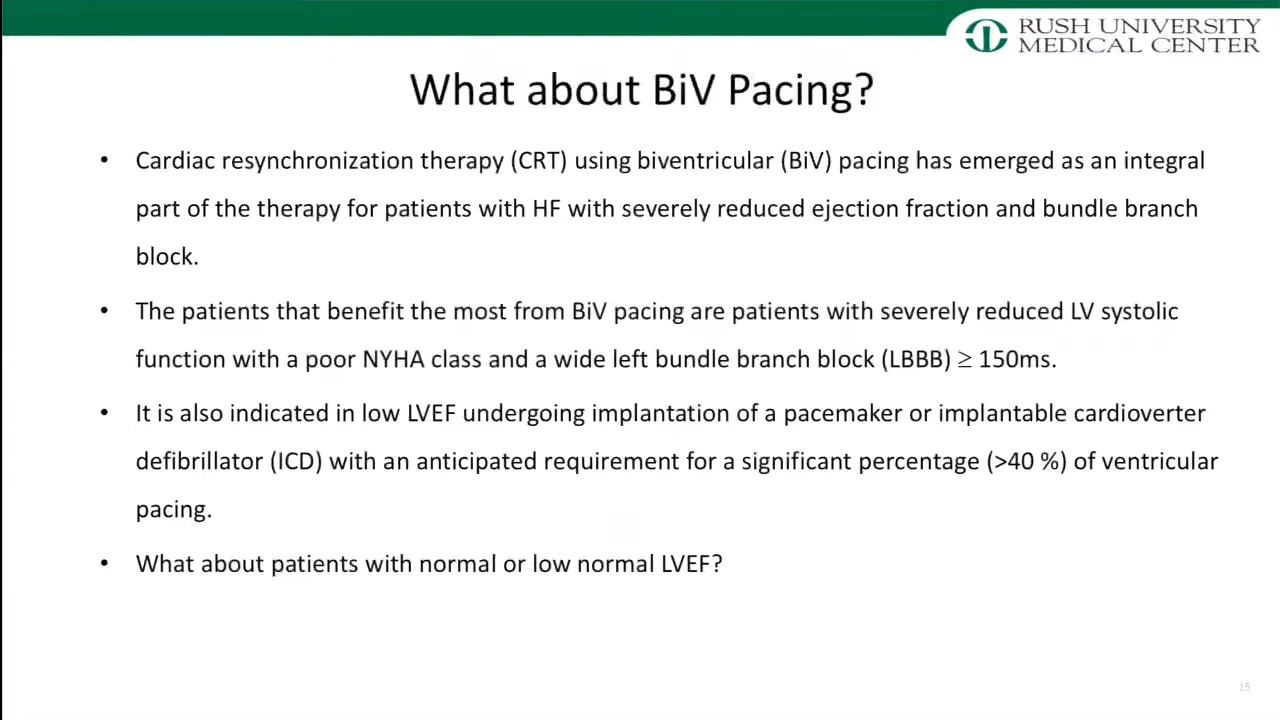 RUSH UNIVERSITY
MEDICAL CENTER
What about BiV Pacing?
• Cardiac resynchronization therapy (CRT) using biventricular (BiV) pacing has emerged as an integral
part of the therapy for patients with HF with severely reduced ejection fraction and bundle branch
block.
• The patients that benefit the most from BiV pacing are patients with severely reduced LV systolic
function with a poor NYHA class and a wide left bundle branch block (LBBB) ≥ 150ms.
• It is also indicated in low LVEF undergoing implantation of a pacemaker or implantable cardioverter
defibrillator (ICD) with an anticipated requirement for a significant percentage (>40 %) of ventricular
pacing.
• What about patients with normal or low normal LVEF?
15